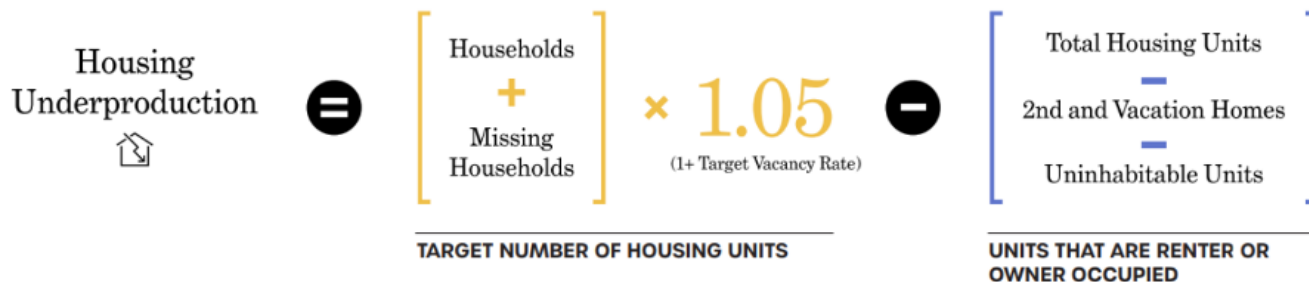 Housing
Underproduction
=
Households
+
Missing
Households
× 1.05
(1+ Target Vacancy Rate)
−
Total Housing Units
−
2nd and Vacation Homes
−
Uninhabitable Units
TARGET NUMBER OF HOUSING UNITS
UNITS THAT ARE RENTER OR
OWNER OCCUPIED